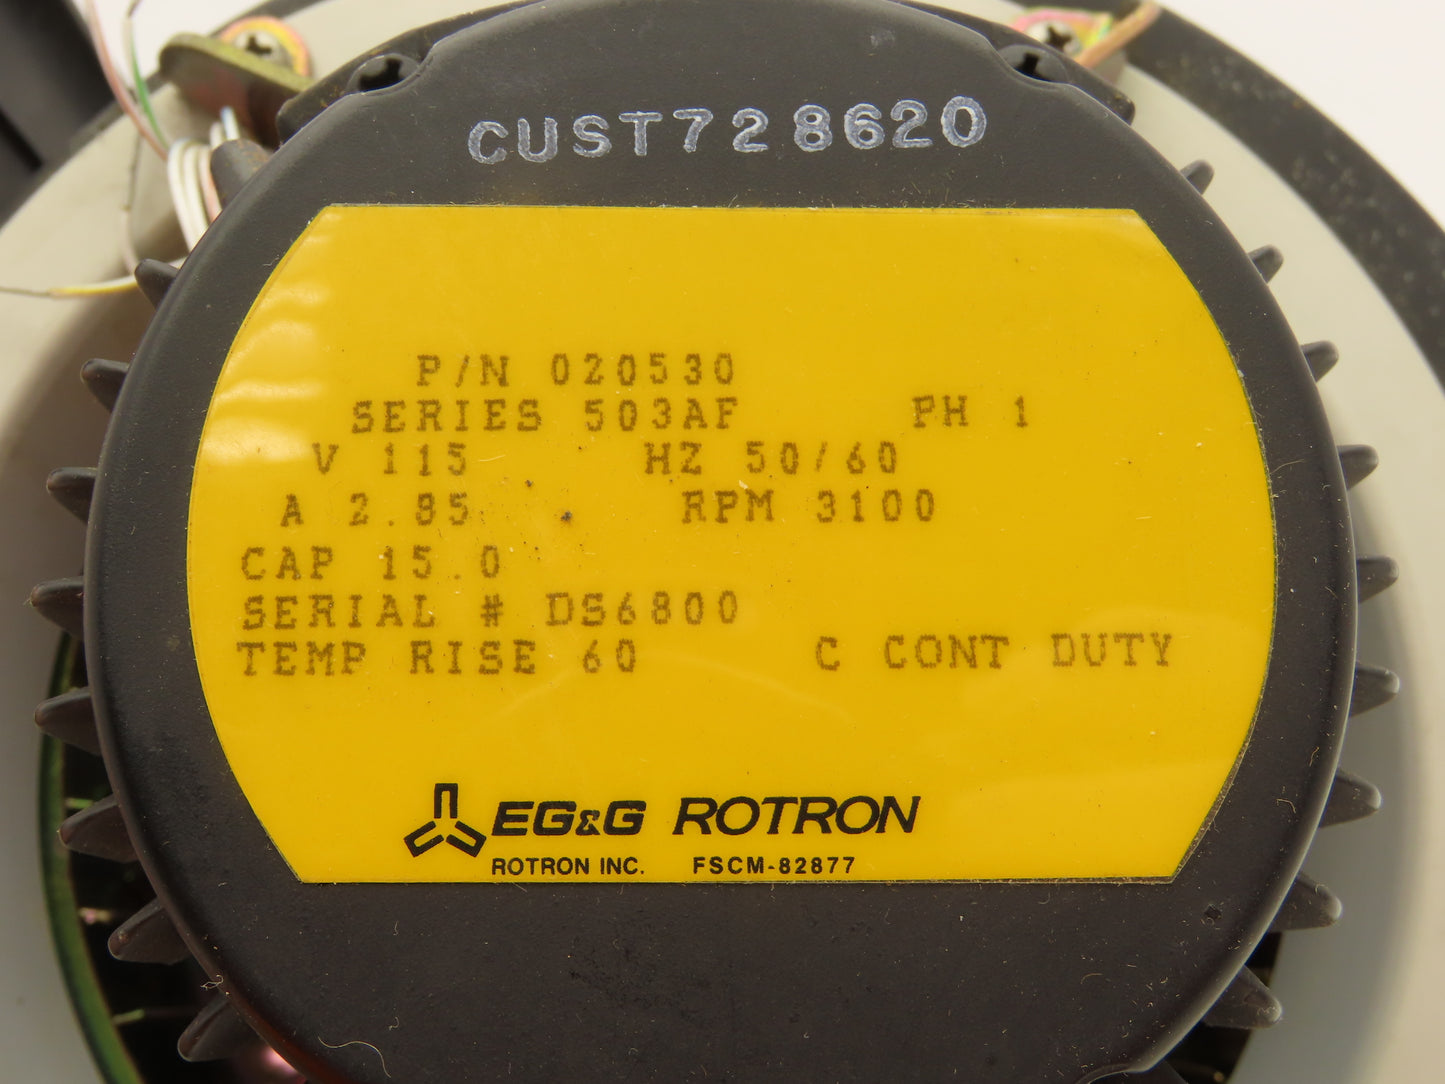 CUST728620
P/N 020530
SERIES 503AF PH 1
V 115 HZ 50/60
A 2.85 RPM 3100
CAP 15.0
SERIAL # DS6800
TEMP RISE 60 C CONT DUTY
EG&G ROTRON
ROTRON INC. FSCM-82877